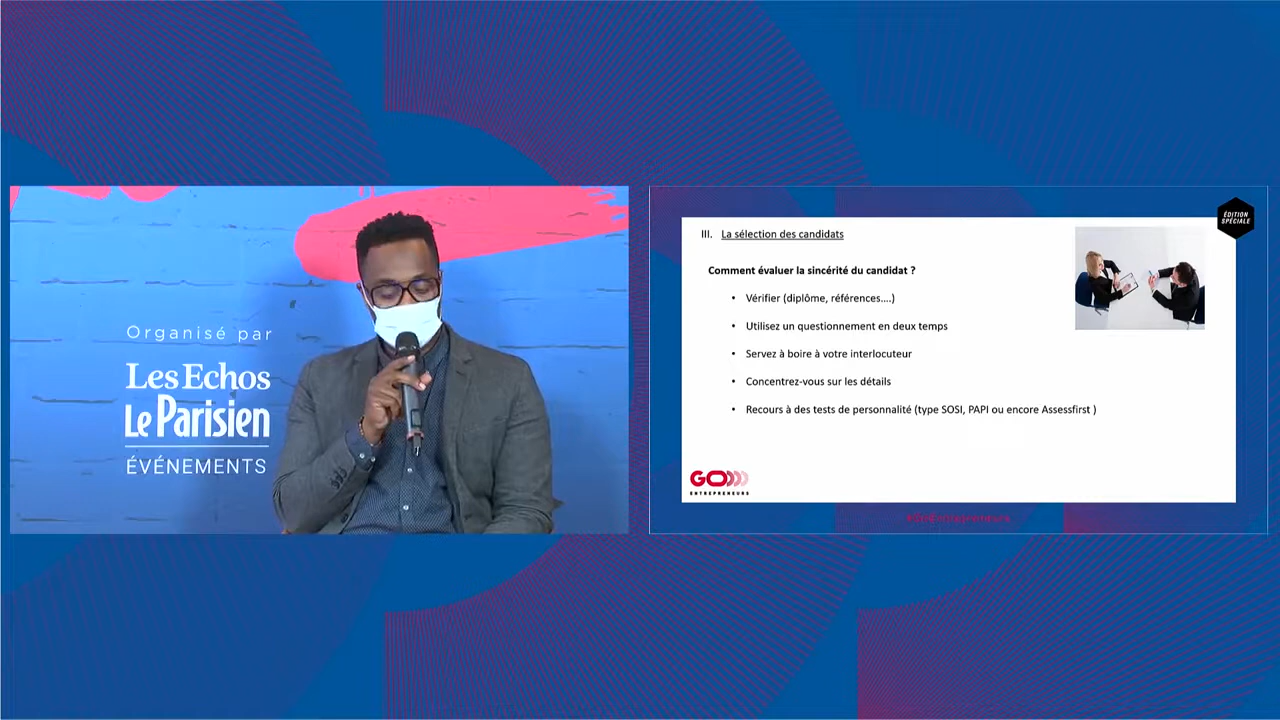 Organisé par
Les Echos
Le Parisien
ÉVÉNEMENTS
ÉDITION
SPÉCIALE
III. La sélection des candidats
Comment évaluer la sincérité du candidat ?
• Vérifier (diplôme, références....)
• Utilisez un questionnement en deux temps
• Servez à boire à votre interlocuteur
• Concentrez-vous sur les détails
• Recours à des tests de personnalité (type SOSI, PAPI ou encore Assessfirst )
GO
ENTREPRENEURS